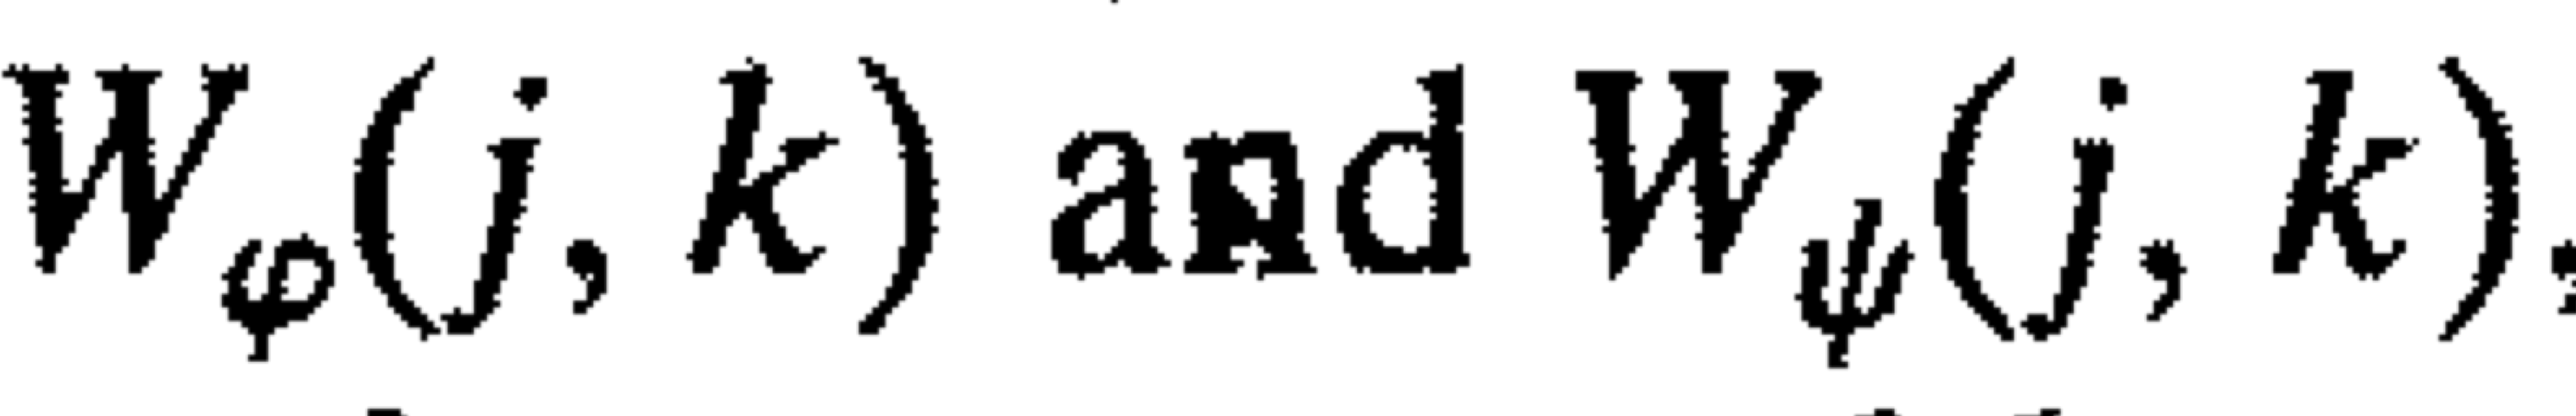 W_φ(j, k) and W_ψ(j, k),